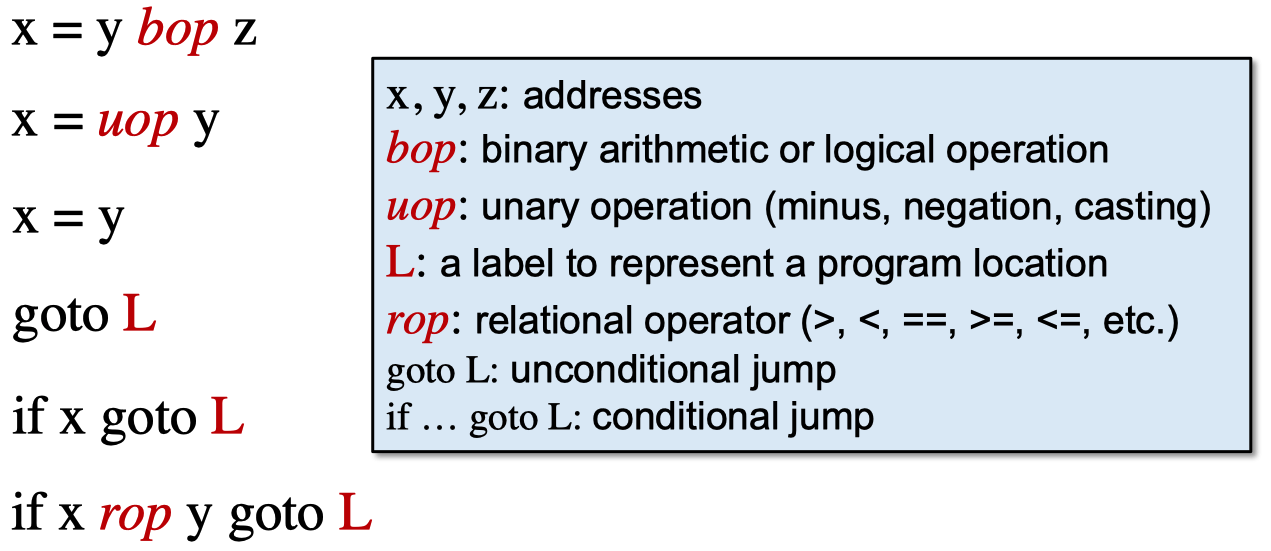 x = y bop z
x = uop y
x = y
goto L
if x goto L
if x rop y goto L
x, y, z: addresses
bop: binary arithmetic or logical operation
uop: unary operation (minus, negation, casting)
L: a label to represent a program location
rop: relational operator (>, <, ==, >=, <=, etc.)
goto L: unconditional jump
if … goto L: conditional jump